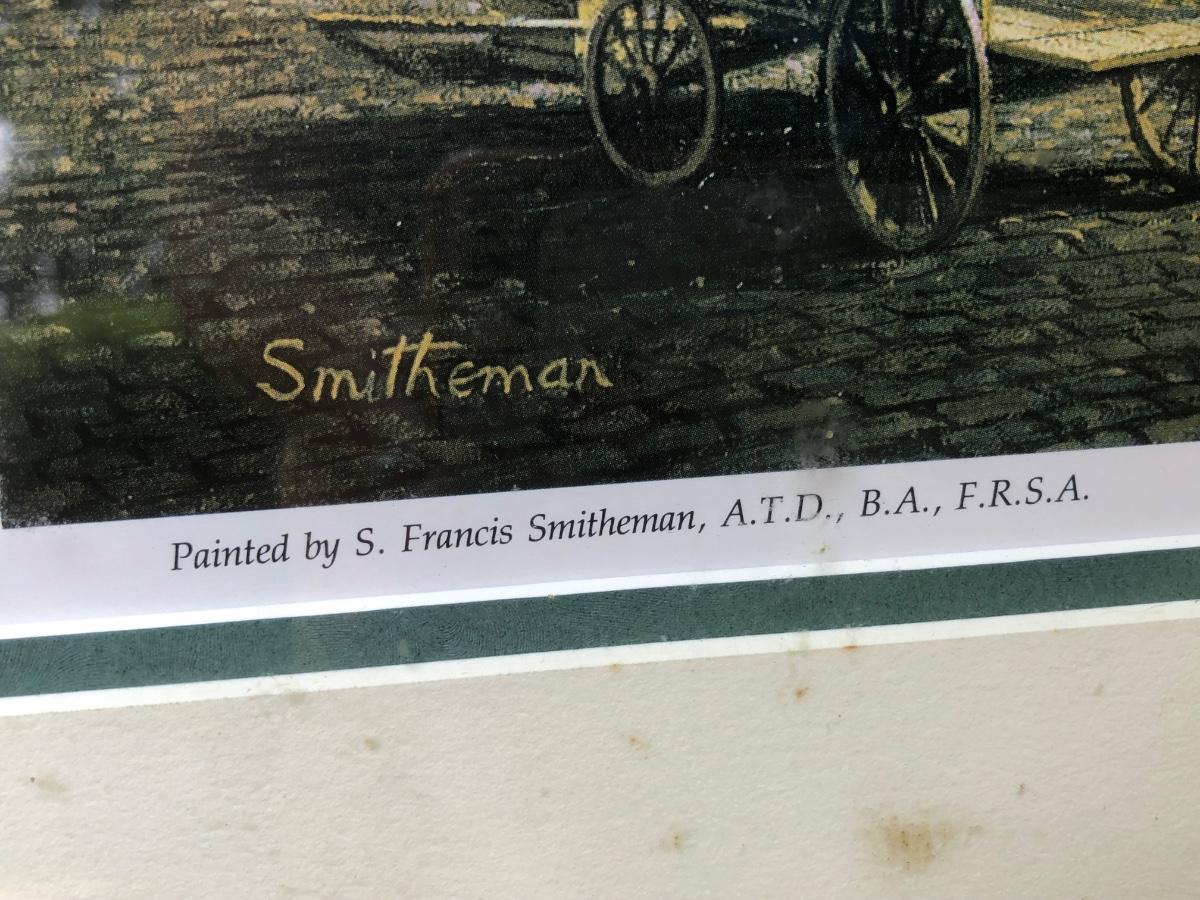 Smitheman
Painted by S. Francis Smitheman, A.T.D., B.A., F.R.S.A.